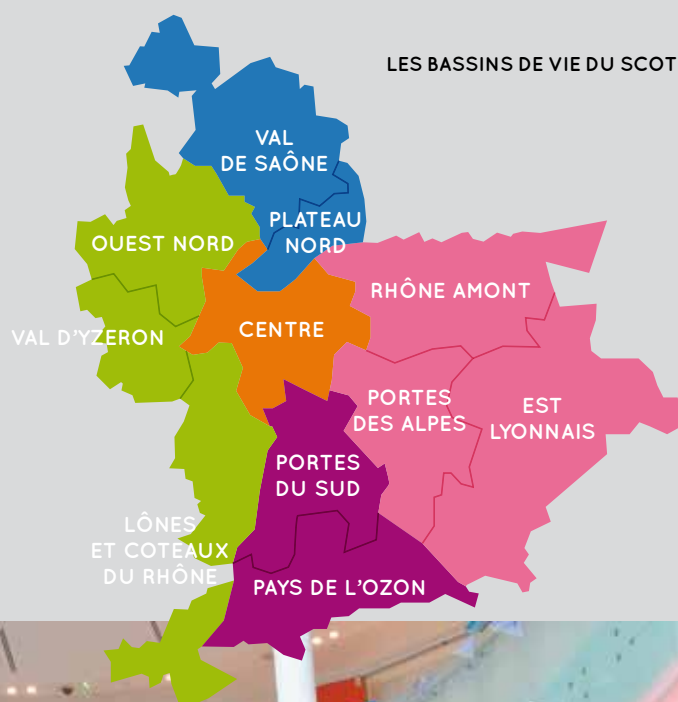 LES BASSINS DE VIE DU SCOT
VAL
DE SAÔNE
PLATEAU
NORD
OUEST NORD
RHÔNE AMONT
CENTRE
VAL D'YZERON
PORTES
DES ALPES
EST
LYONNAIS
PORTES
DU SUD
LÔNES
ET COTEAUX
DU RHÔNE
PAYS DE L'OZON